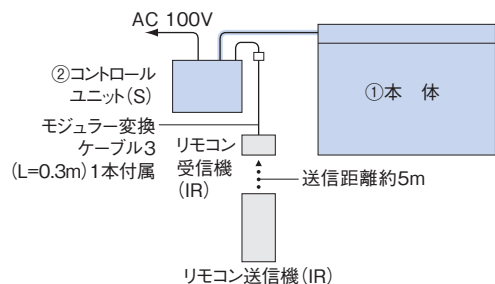 AC 100V
②コントロール
ユニット(S)
①本　体
モジュラー変換
ケーブル3
(L=0.3m)1本付属
リモコン
受信機
(IR)
送信距離約5m
リモコン送信機(IR)